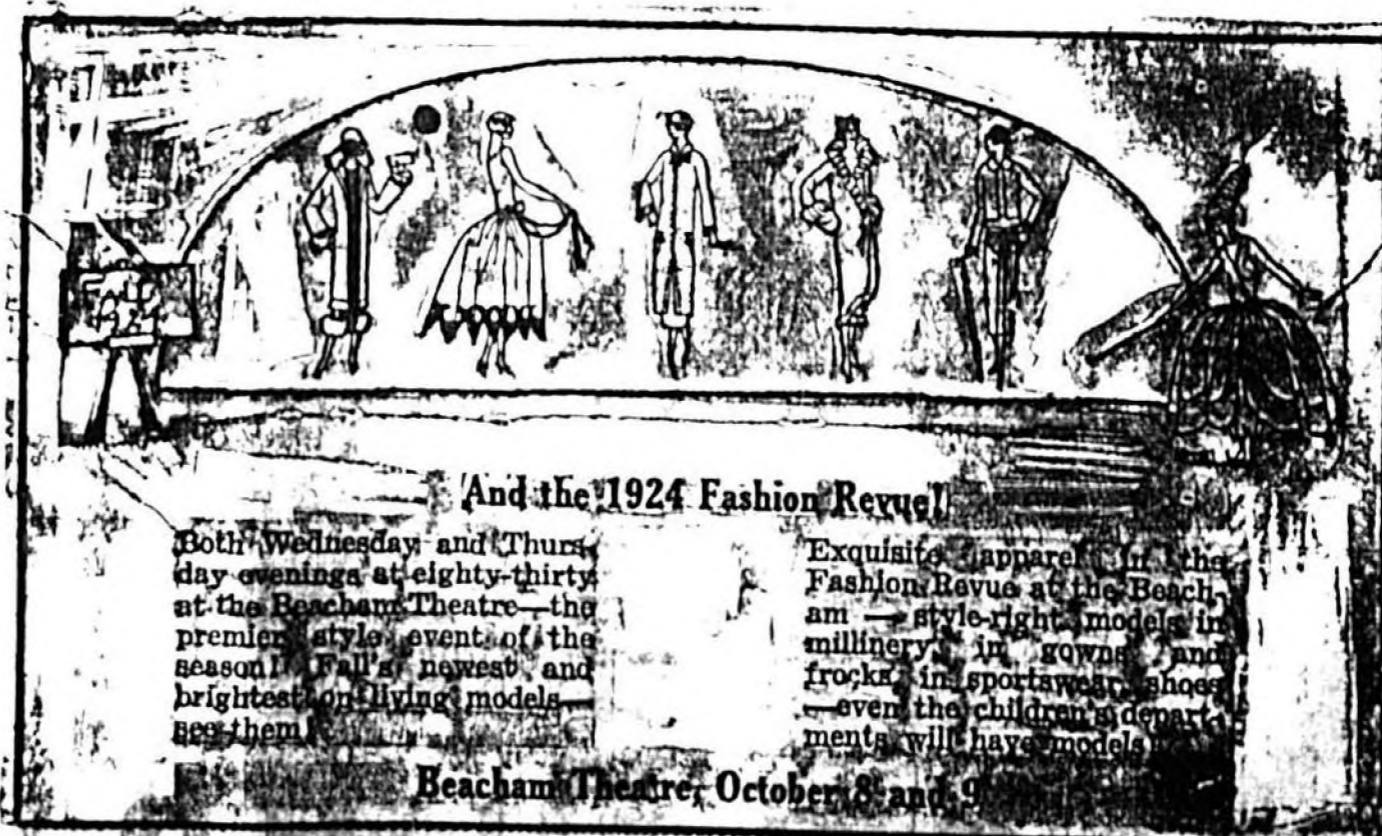 And the 1924 Fashion Revue!
Both Wednesday and Thurs-
day evenings at eighty-thirty
at the Beacham Theatre—the
premier style event of the
season! Fall's newest and
brightest on living models—
see them!
Exquisite apparel in the
Fashion Revue at the Beach-
am — style-right models in
millinery, in gowns and
frocks, in sportswear, shoes
—even the children's depart-
ments will have models
Beacham Theatre, October 8 and 9